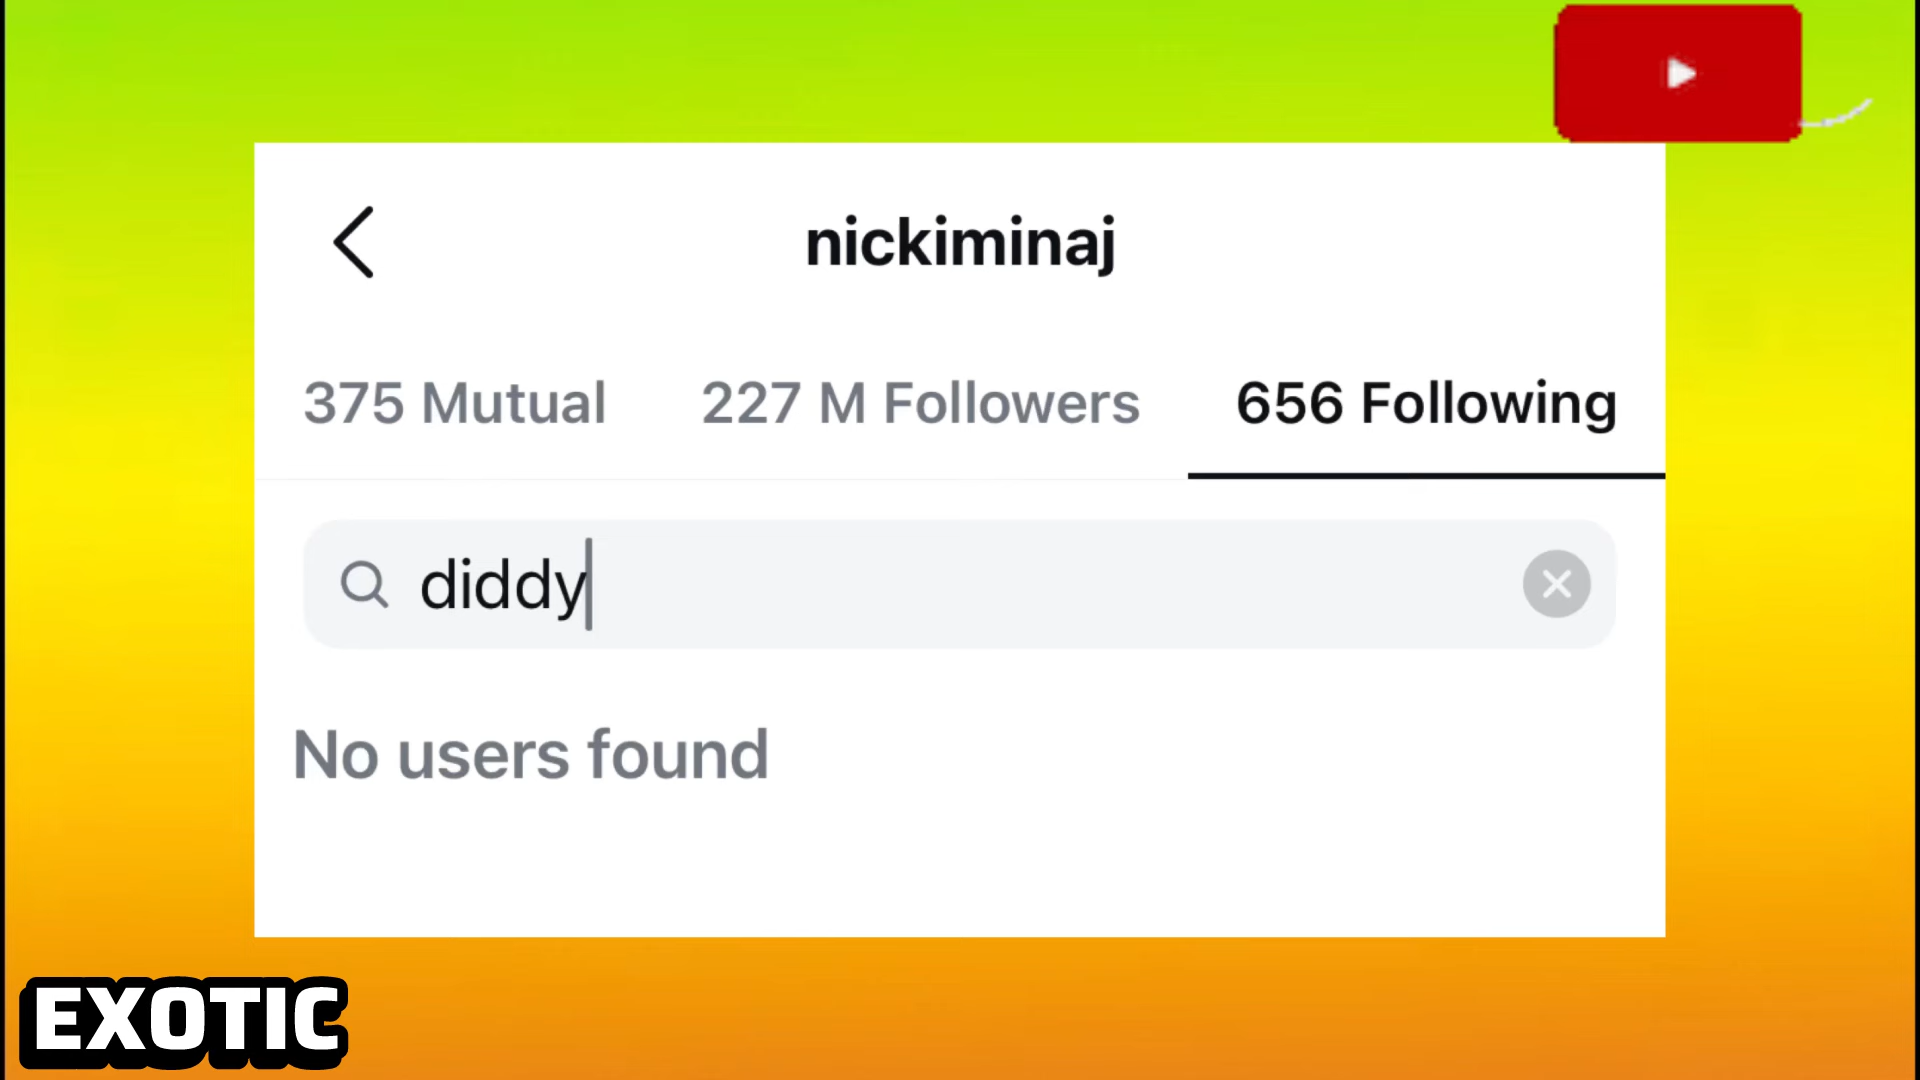 nickiminaj
375 Mutual 227 M Followers 656 Following
diddy
No users found
EXOTIC